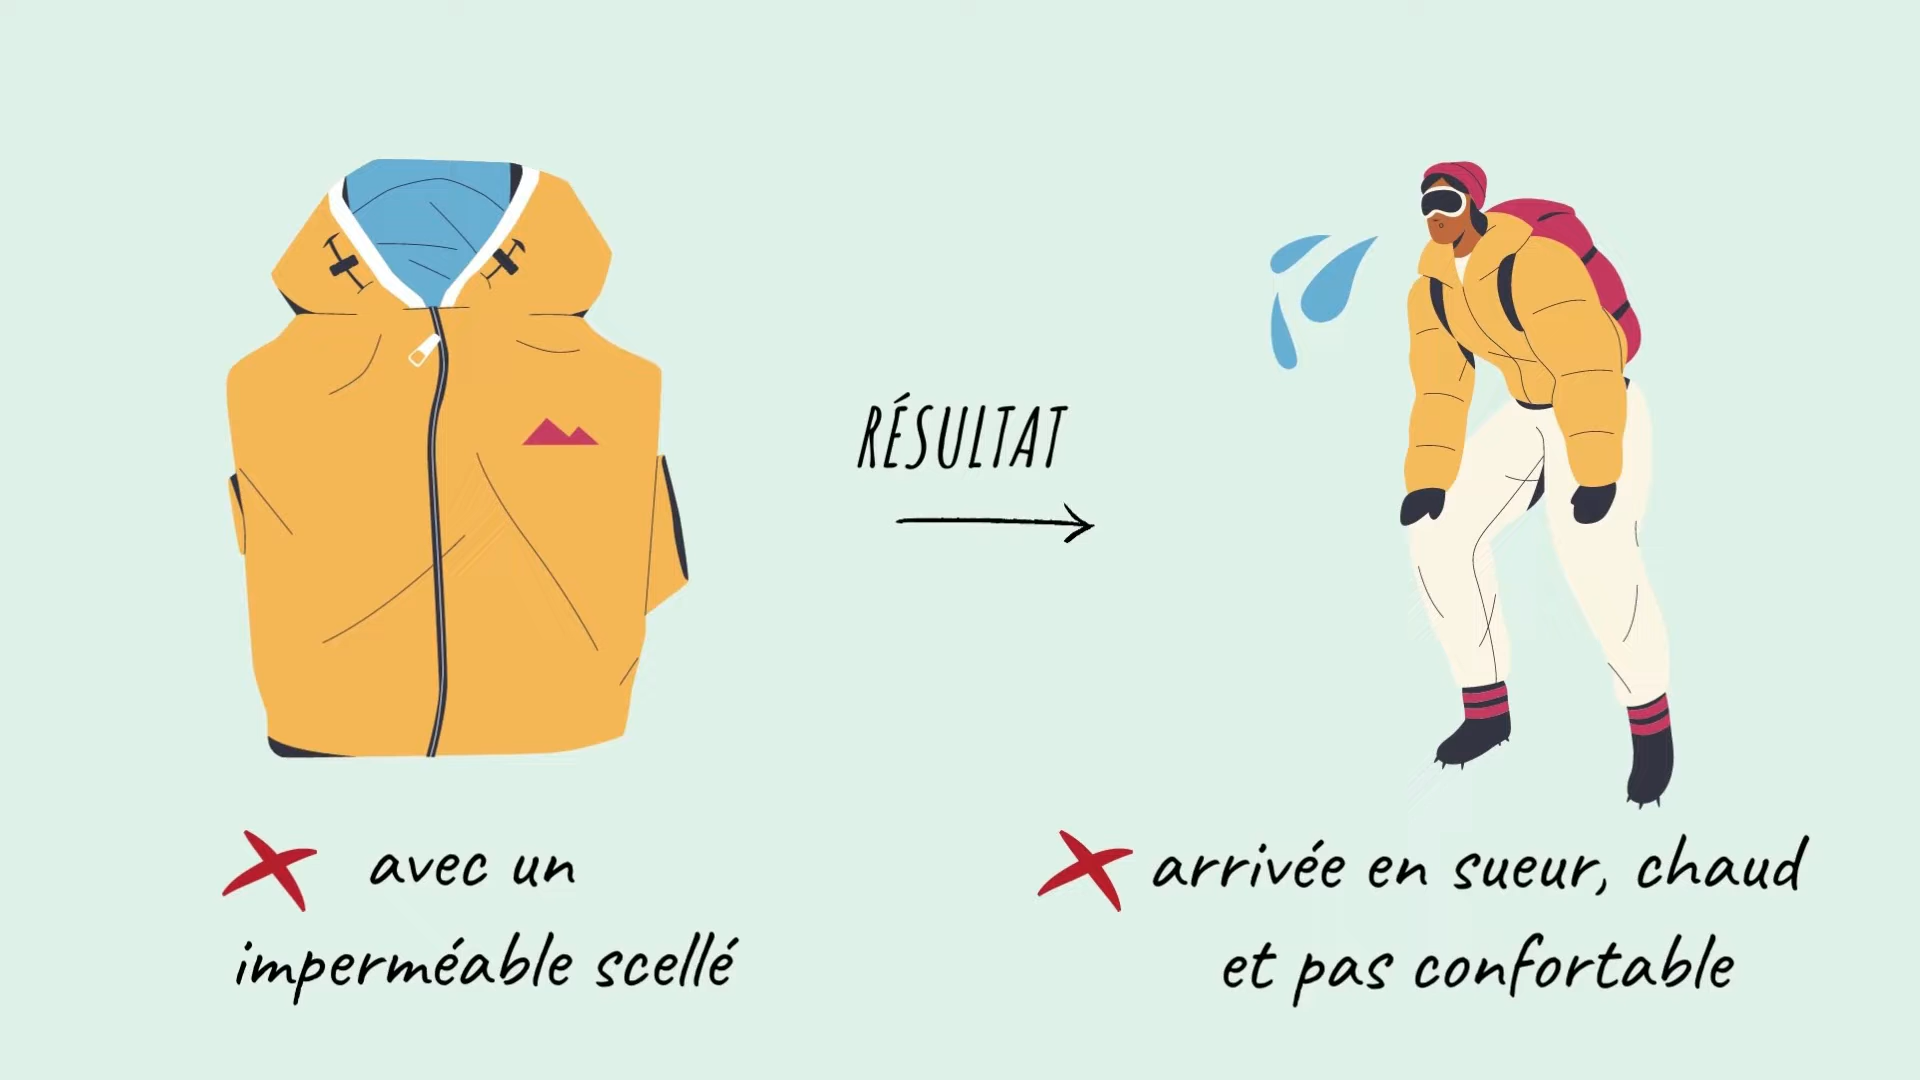 RÉSULTAT
avec un
imperméable scellé
arrivée en sueur, chaud
et pas confortable